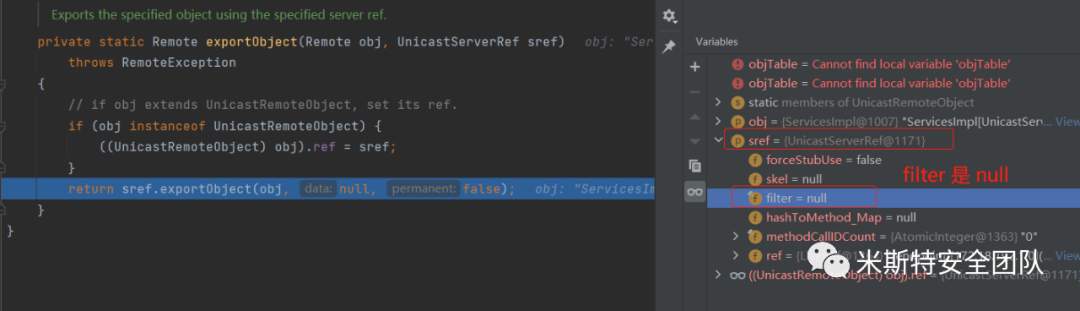 Exports the specified object using the specified server ref.
private static Remote exportObject(Remote obj, UnicastServerRef sref) obj: "Ser
throws RemoteException
{
// if obj extends UnicastRemoteObject, set its ref.
if (obj instanceof UnicastRemoteObject) {
((UnicastRemoteObject) obj).ref = sref;
}
return sref.exportObject(obj, data: null, permanent: false); obj: "ServicesIm
}
}
Variables
objTable = Cannot find local variable 'objTable'
objTable = Cannot find local variable 'objTable'
static members of UnicastRemoteObject
obj = {ServicesImpl@1007} "ServicesImpl[UnicastSer... View
sref = {UnicastServerRef@1171}
forceStubUse = false
skel = null
filter 是 null
filter = null
hashToMethod_Map = null
methodCallIDCount = {AtomicInteger@1363} "0"
ref = ... View
((UnicastRemoteObject) obj).ref = {UnicastServerRef@1171}
米斯特安全团队